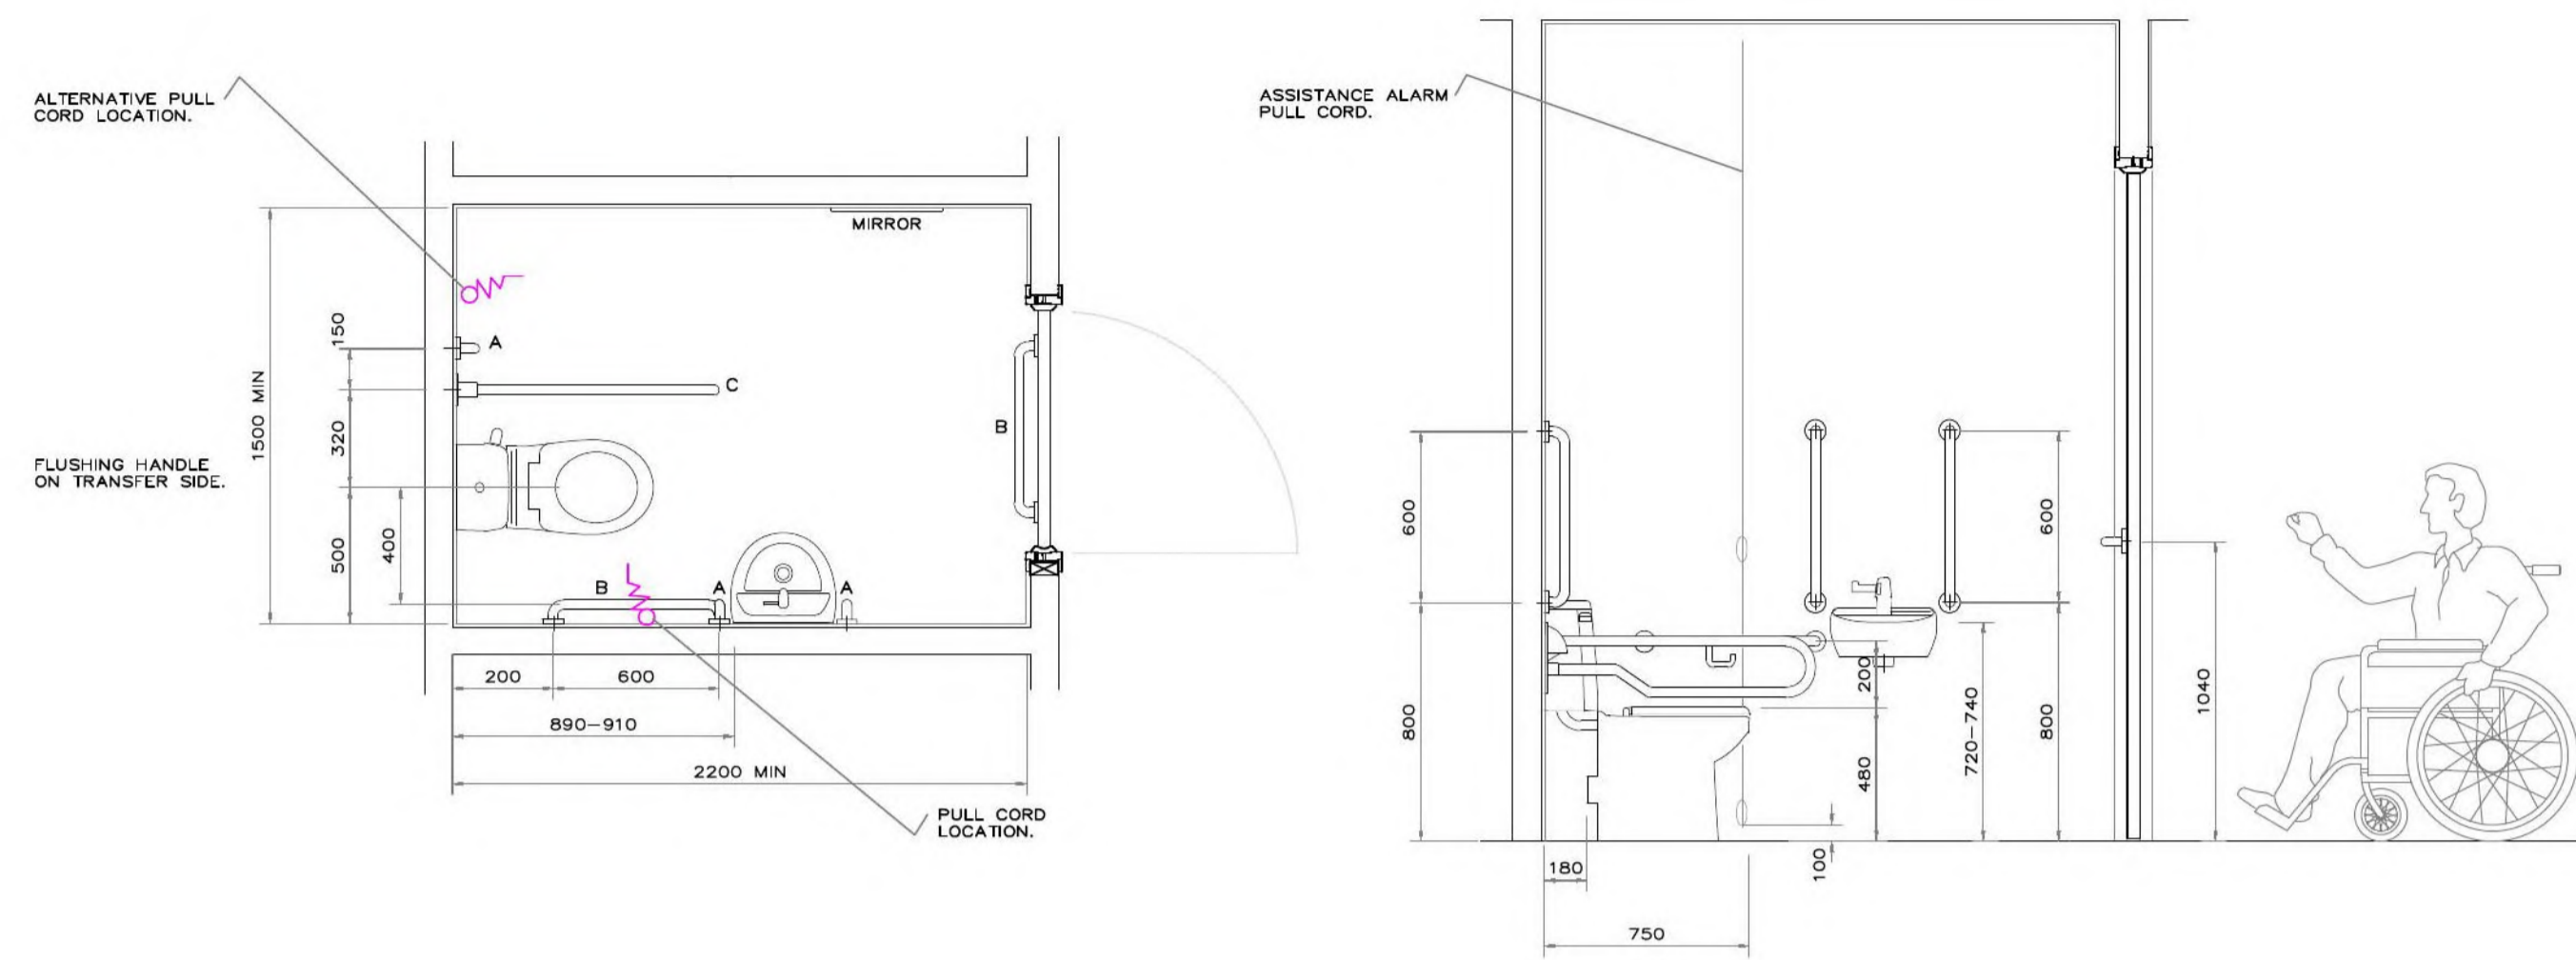 ALTERNATIVE PULL
CORD LOCATION.
MIRROR
A
C
B
150
320
500
400
1500 MIN
FLUSHING HANDLE
ON TRANSFER SIDE.
B
A
A
200
600
890-910
2200 MIN
PULL CORD
LOCATION.
ASSISTANCE ALARM
PULL CORD.
600
800
600
800
200
480
720-740
1040
100
180
750